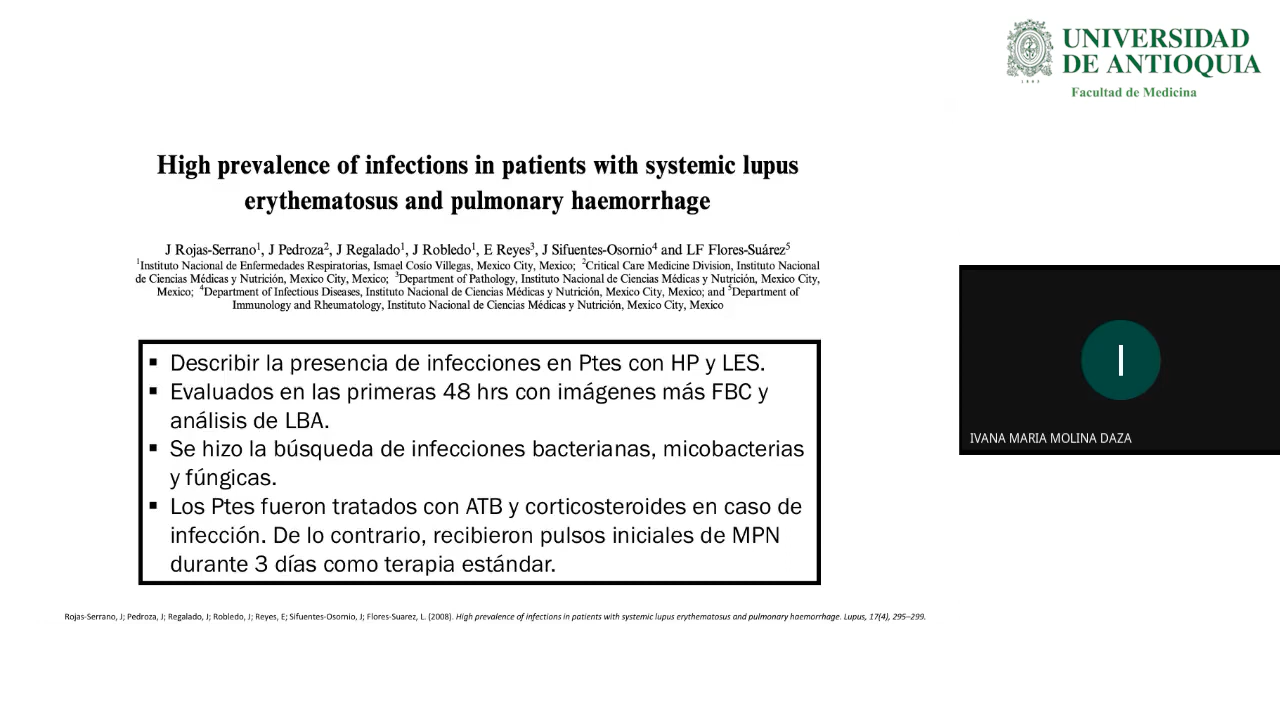 UNIVERSIDAD
DE ANTIOQUIA
1803
Facultad de Medicina
High prevalence of infections in patients with systemic lupus
erythematosus and pulmonary haemorrhage
J Rojas-Serrano1, J Pedroza2, J Regalado1, J Robledo1, E Reyes3, J Sifuentes-Osornio4 and LF Flores-Suárez5
1Instituto Nacional de Enfermedades Respiratorias, Ismael Cosio Villegas, Mexico City, Mexico; 2Critical Care Medicine Division, Instituto Nacional
de Ciencias Médicas y Nutrición, Mexico City, Mexico; 3Department of Pathology, Instituto Nacional de Ciencias Médicas y Nutrición, Mexico City,
Mexico; 4Department of Infectious Diseases, Instituto Nacional de Ciencias Médicas y Nutrición, Mexico City, Mexico; and 5Department of
Immunology and Rheumatology, Instituto Nacional de Ciencias Médicas y Nutrición, Mexico City, Mexico
▪ Describir la presencia de infecciones en Ptes con HP y LES.
▪ Evaluados en las primeras 48 hrs con imágenes más FBC y
análisis de LBA.
▪ Se hizo la búsqueda de infecciones bacterianas, micobacterias
y fúngicas.
▪ Los Ptes fueron tratados con ATB y corticosteroides en caso de
infección. De lo contrario, recibieron pulsos iniciales de MPN
durante 3 días como terapia estándar.
I
IVANA MARIA MOLINA DAZA
Rojas-Serrano, J; Pedroza, J; Regalado, J; Robledo, J; Reyes, E; Sifuentes-Osornio, J; Flores-Suarez, L. (2008). High prevalence of infections in patients with systemic lupus erythematosus and pulmonary haemorrhage. Lupus, 17(4), 295–299.